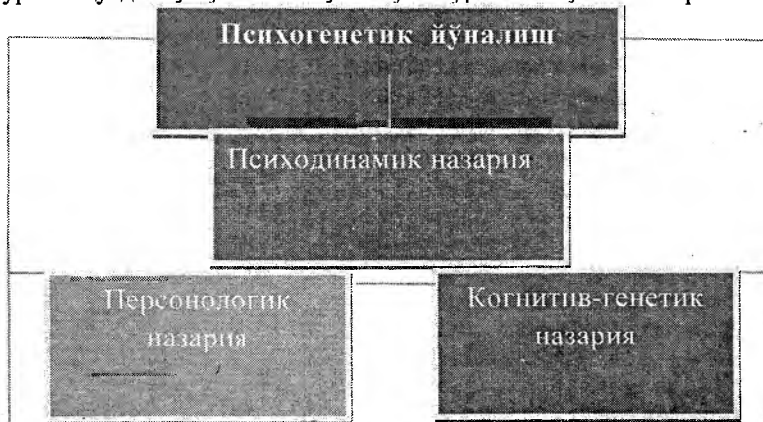 Психогенетик йўналиш
Психодинамик назария
Персонологик
назария
Когнитив-генетик
назария